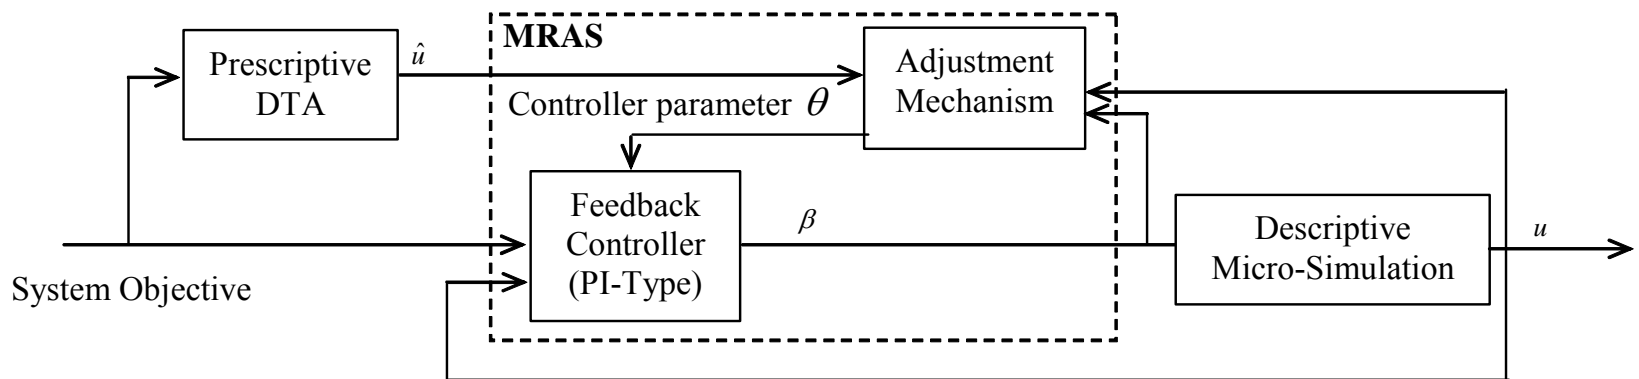 MRAS
Prescriptive
DTA
û
Adjustment
Mechanism
Controller parameter θ
Feedback
Controller
(PI-Type)
β
Descriptive
Micro-Simulation
u
System Objective